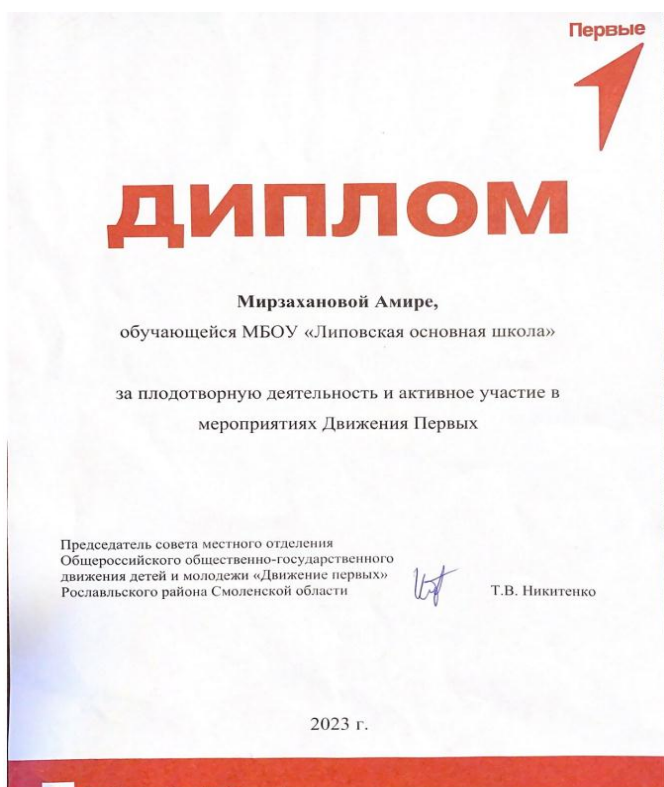 Первые
ДИПЛОМ
Мирзахановой Амире,
обучающейся МБОУ «Липовская основная школа»
за плодотворную деятельность и активное участие в
мероприятиях Движения Первых
Председатель совета местного отделения
Общероссийского общественно-государственного
движения детей и молодежи «Движение первых»
Рославльского района Смоленской области
Т.В. Никитенко
2023 г.